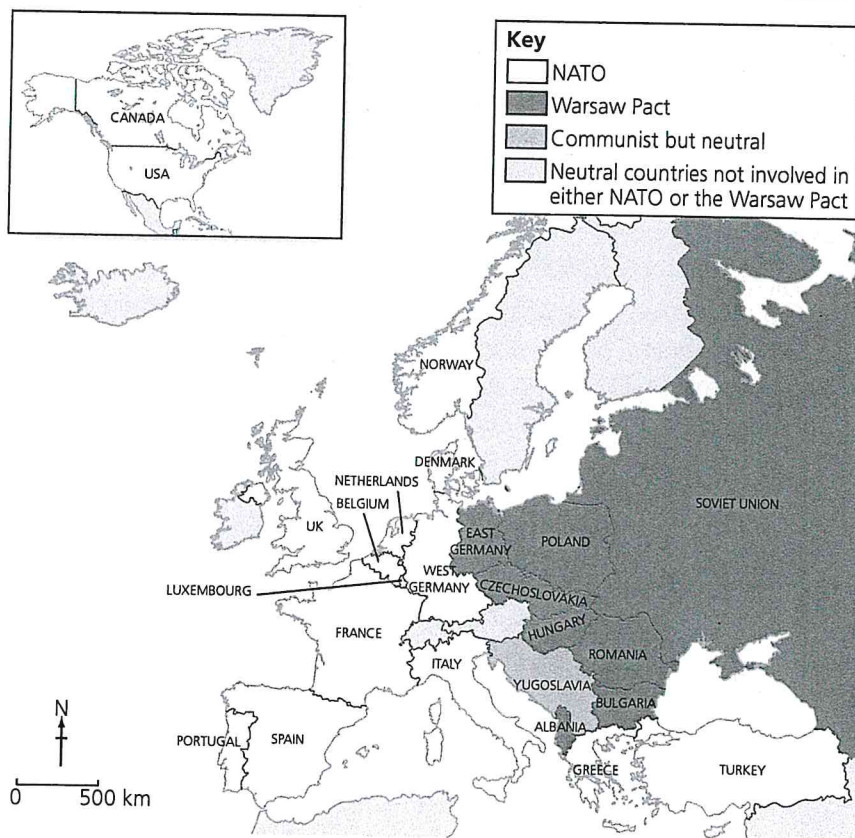 CANADA
USA
Key
NATO
Warsaw Pact
Communist but neutral
Neutral countries not involved in
either NATO or the Warsaw Pact
NORWAY
DENMARK
NETHERLANDS
BELGIUM
UK
SOVIET UNION
EAST
GERMANY
POLAND
WEST
GERMANY
LUXEMBOURG
CZECHOSLOVAKIA
FRANCE
HUNGARY
ROMANIA
ITALY
YUGOSLAVIA
BULGARIA
ALBANIA
PORTUGAL
SPAIN
GREECE
TURKEY
N
0 500 km